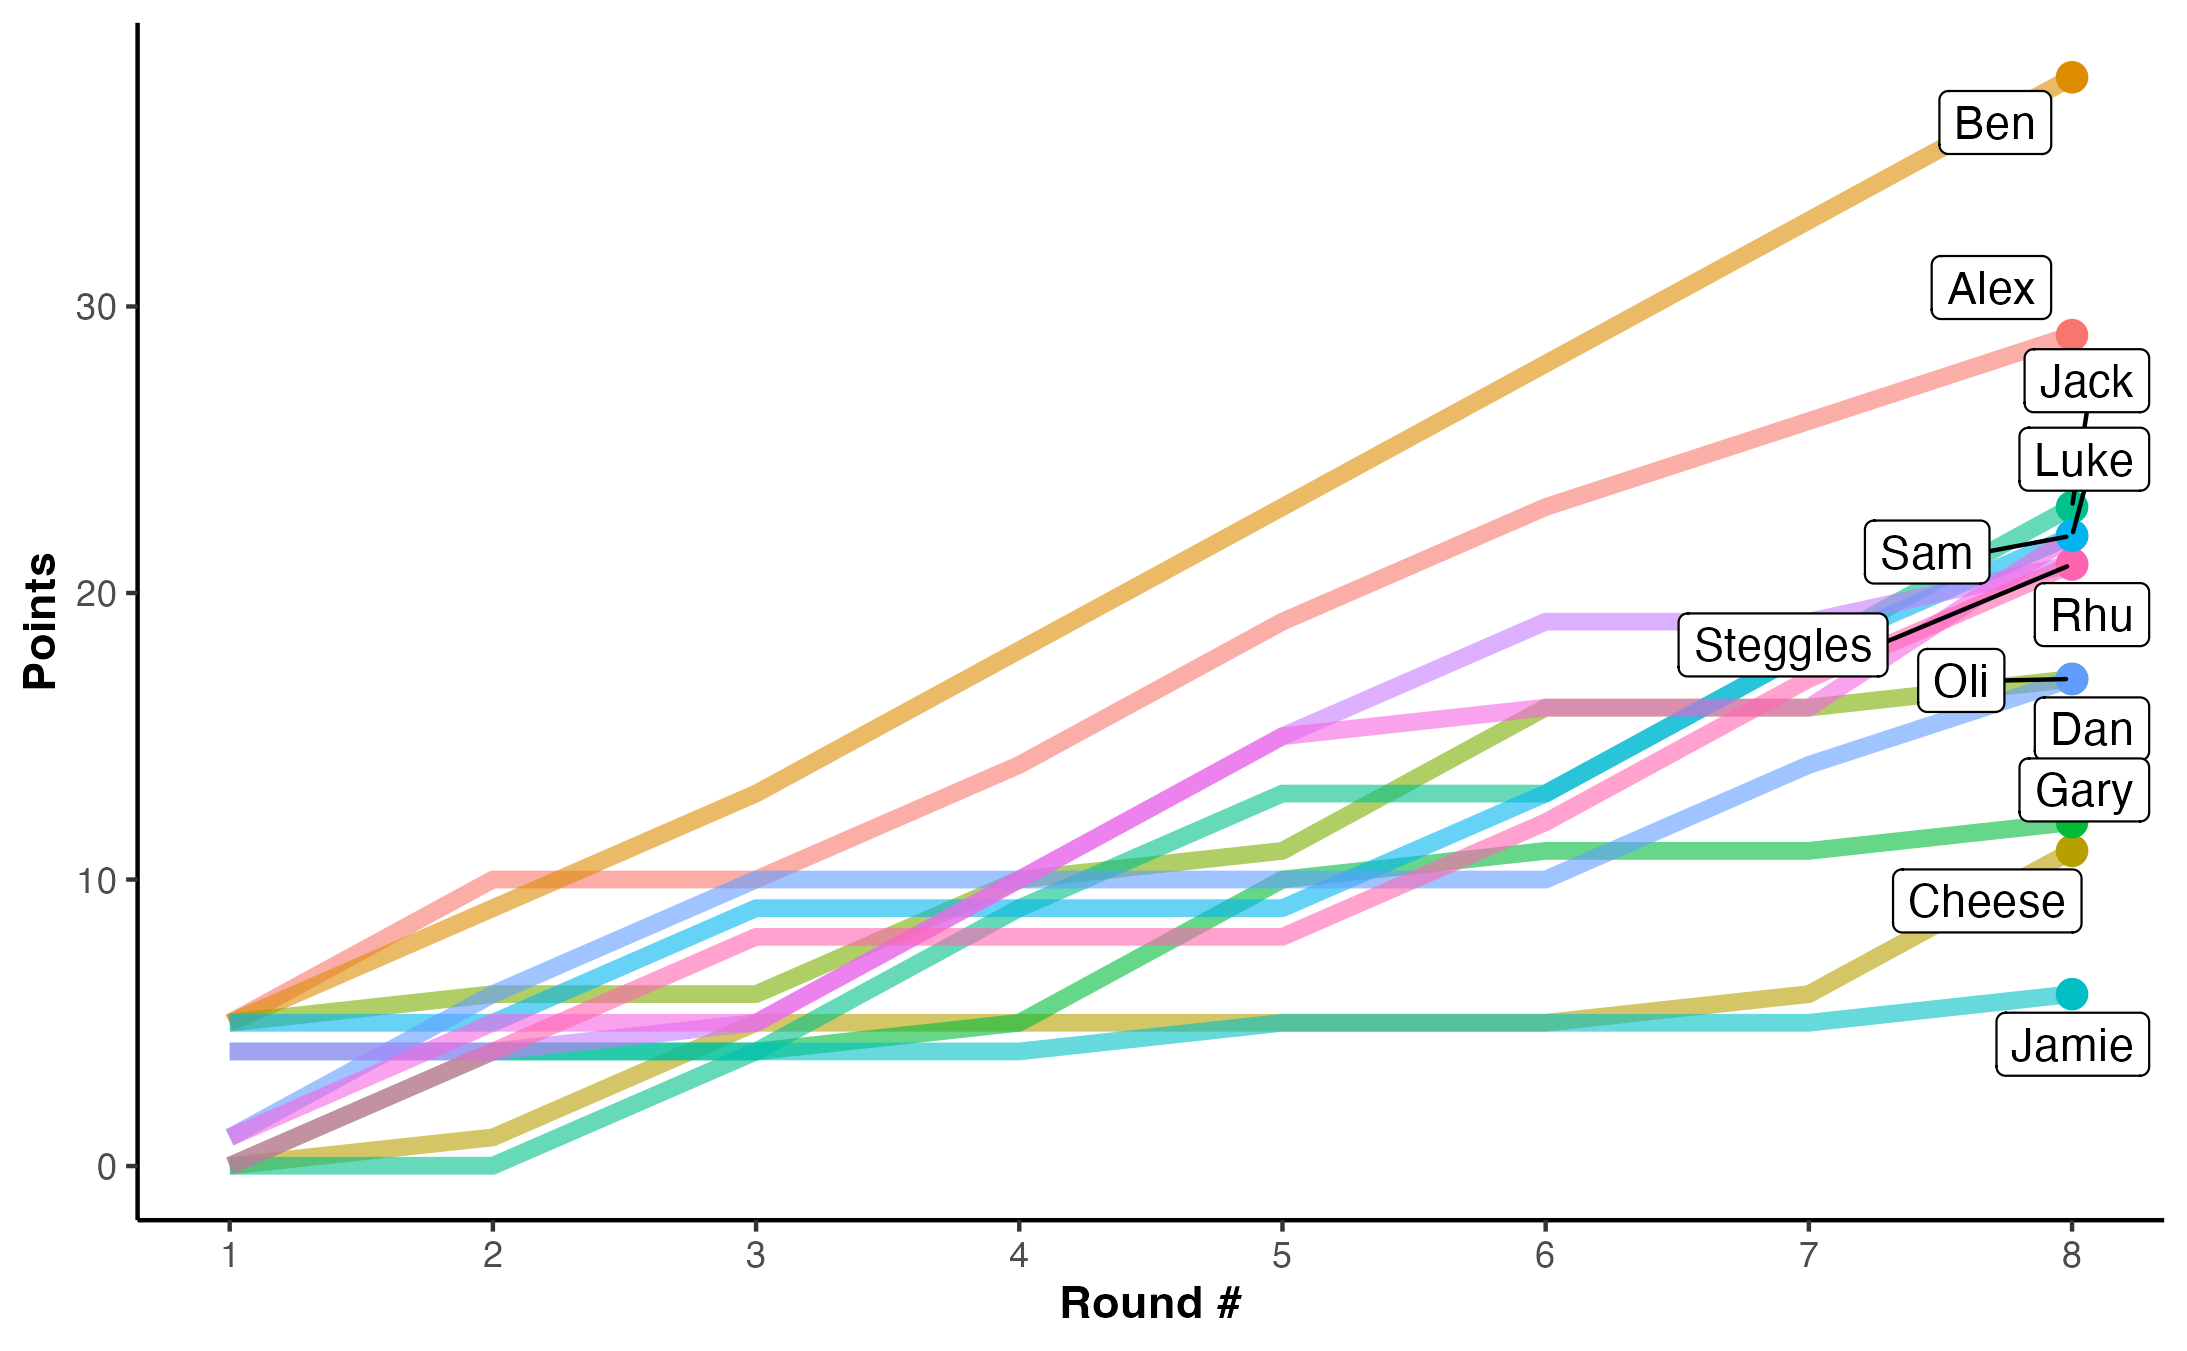 Ben
Alex
30
Jack
Luke
Sam
20
Rhu
Steggles
Oli
Dan
Gary
10
Cheese
Jamie
0
Points
1 2 3 4 5 6 7 8
Round #